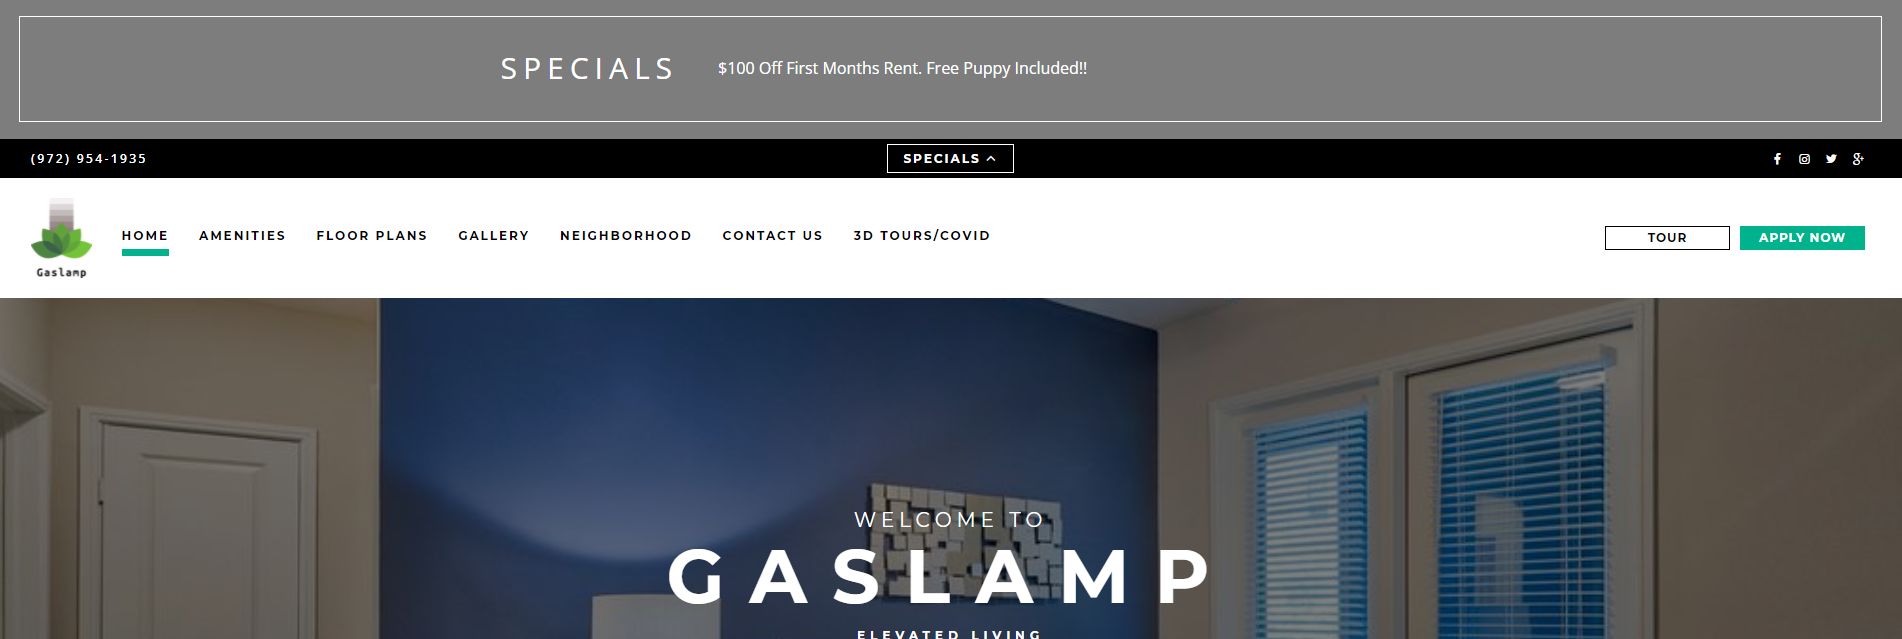 SPECIALS $100 Off First Months Rent. Free Puppy Included!!
(972) 954-1935 SPECIALS
Gaslamp
HOME AMENITIES FLOOR PLANS GALLERY NEIGHBORHOOD CONTACT US 3D TOURS/COVID TOUR APPLY NOW
WELCOME TO
GASLAMP
ELEVATED LIVING